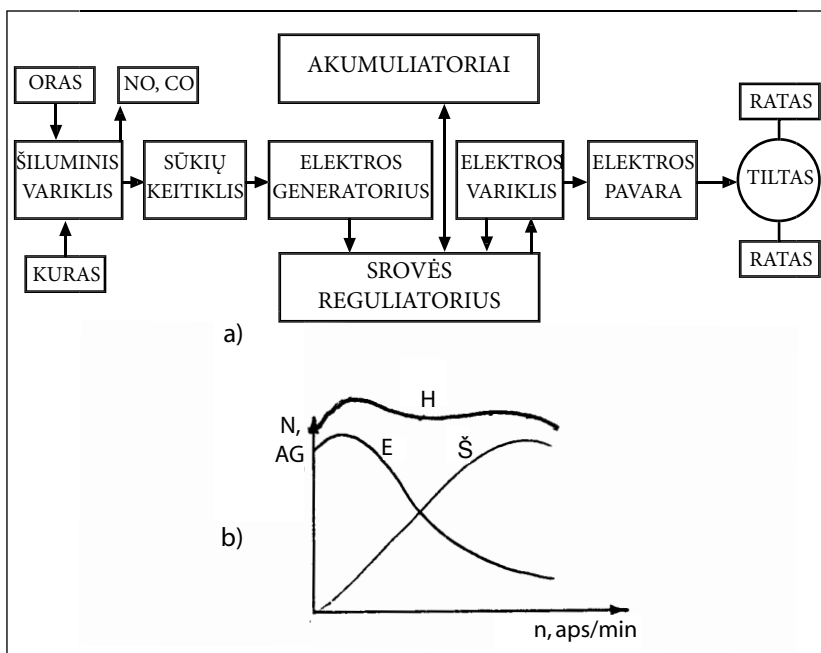 AKUMULIATORIAI
ORAS
NO, CO
RATAS
ŠILUMINIS
VARIKLIS
SŪKIŲ
KEITIKLIS
ELEKTROS
GENERATORIUS
ELEKTROS
VARIKLIS
ELEKTROS
PAVARA
TILTAS
KURAS
SROVĖS
REGULIATORIUS
RATAS
a)
H
N,
AG
E
Š
b)
n, aps/min